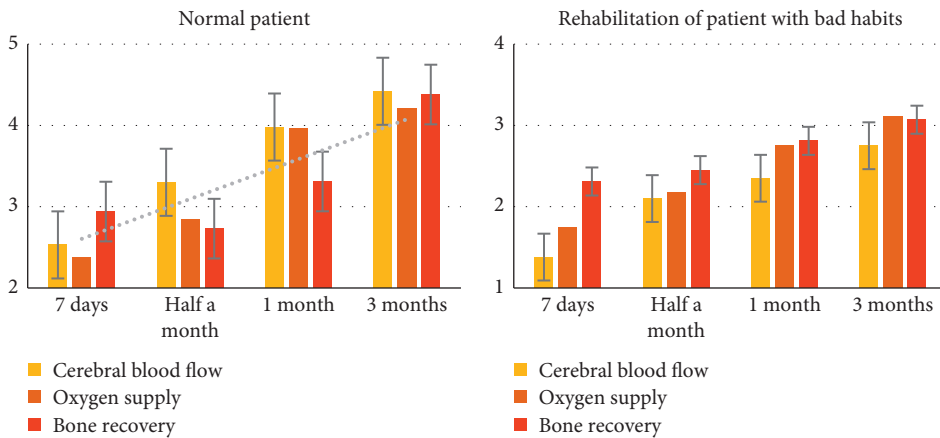 Normal patient
5
4
3
2
7 days
Half a
month
1 month
3 months
Cerebral blood flow
Oxygen supply
Bone recovery
Rehabilitation of patient with bad habits
4
3
2
1
7 days
Half a
month
1 month
3 months
Cerebral blood flow
Oxygen supply
Bone recovery